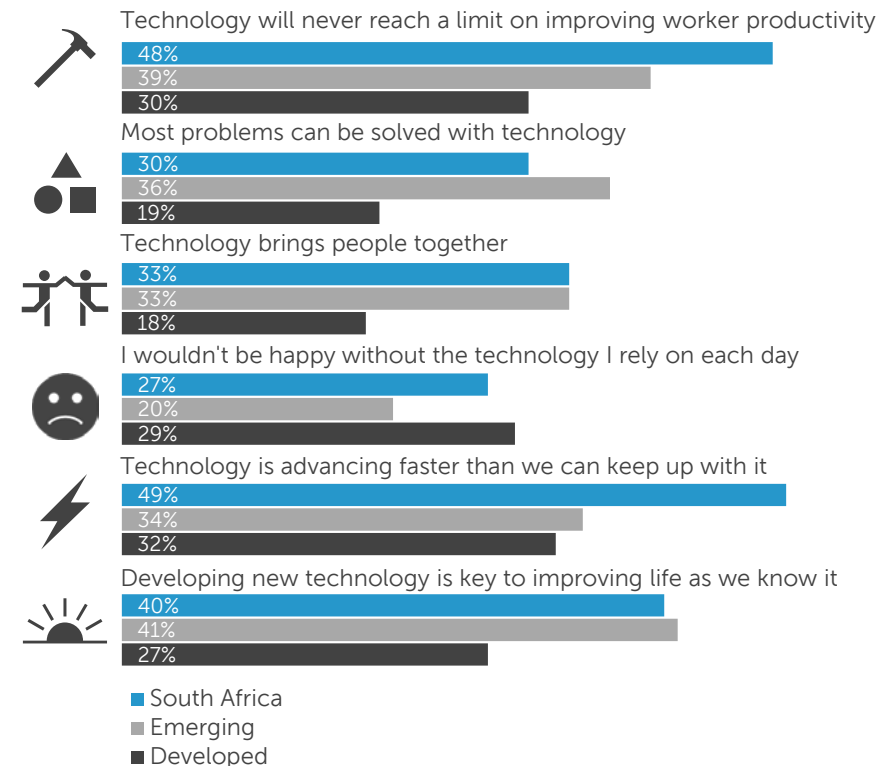 Technology will never reach a limit on improving worker productivity
48%
39%
30%
Most problems can be solved with technology
30%
36%
19%
Technology brings people together
33%
33%
18%
I wouldn't be happy without the technology I rely on each day
27%
20%
29%
Technology is advancing faster than we can keep up with it
49%
34%
32%
Developing new technology is key to improving life as we know it
40%
41%
27%
South Africa
Emerging
Developed